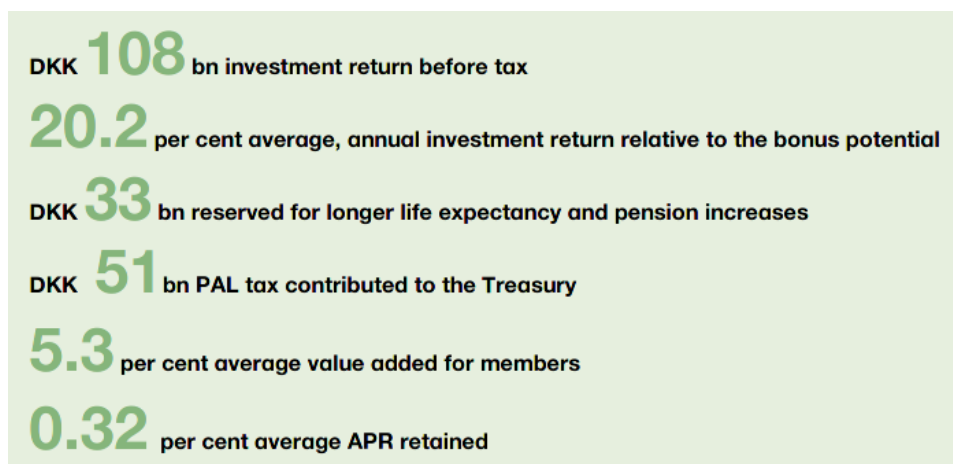 DKK 108 bn investment return before tax
20.2 per cent average, annual investment return relative to the bonus potential
DKK 33 bn reserved for longer life expectancy and pension increases
DKK 51 bn PAL tax contributed to the Treasury
5.3 per cent average value added for members
0.32 per cent average APR retained